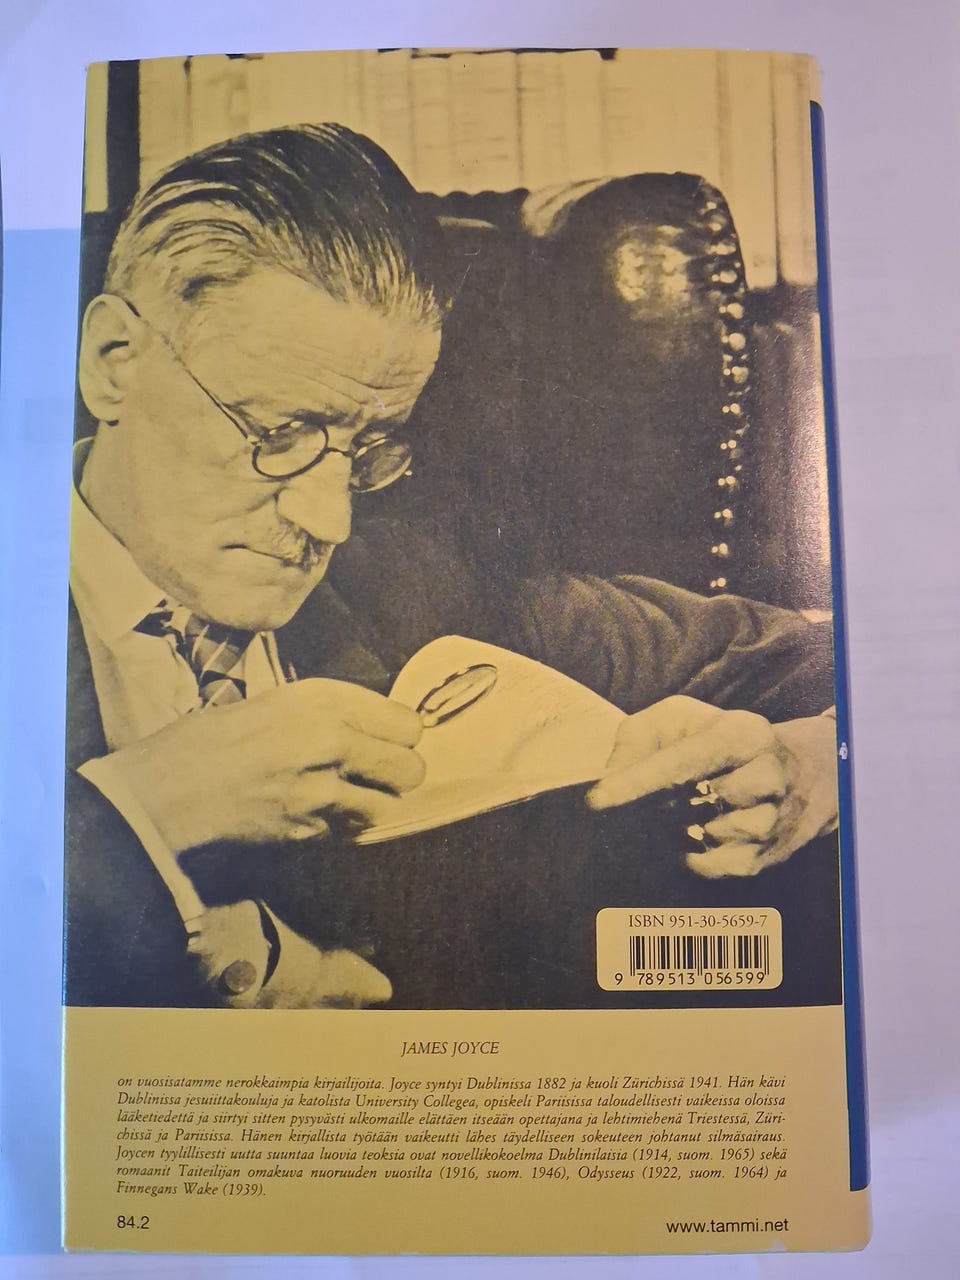 ISBN 951-30-5659-7
9 789513 056599
JAMES JOYCE
on vuosisatamme nerokkaimpia kirjailijoita. Joyce syntyi Dublinissa 1882 ja kuoli Zürichissä 1941. Hän kävi
Dublinissa jesuiittakouluja ja katolista University Collegea, opiskeli Pariisissa taloudellisesti vaikeissa oloissa
lääketiedettä ja siirtyi sitten pysyvästi ulkomaille elättäen itseään opettajana ja lehtimiehenä Triestessä, Züri-
chissä ja Pariisissa. Hänen kirjallista työtään vaikeutti lähes täydelliseen sokeuteen johtanut silmäsairaus.
Joycen tyylillisesti uutta suuntaa luovia teoksia ovat novellikokoelma Dublinilaisia (1914, suom. 1965) sekä
romaanit Taiteilijan omakuva nuoruuden vuosilta (1916, suom. 1946), Odysseus (1922, suom. 1964) ja
Finnegans Wake (1939).
84.2
www.tammi.net